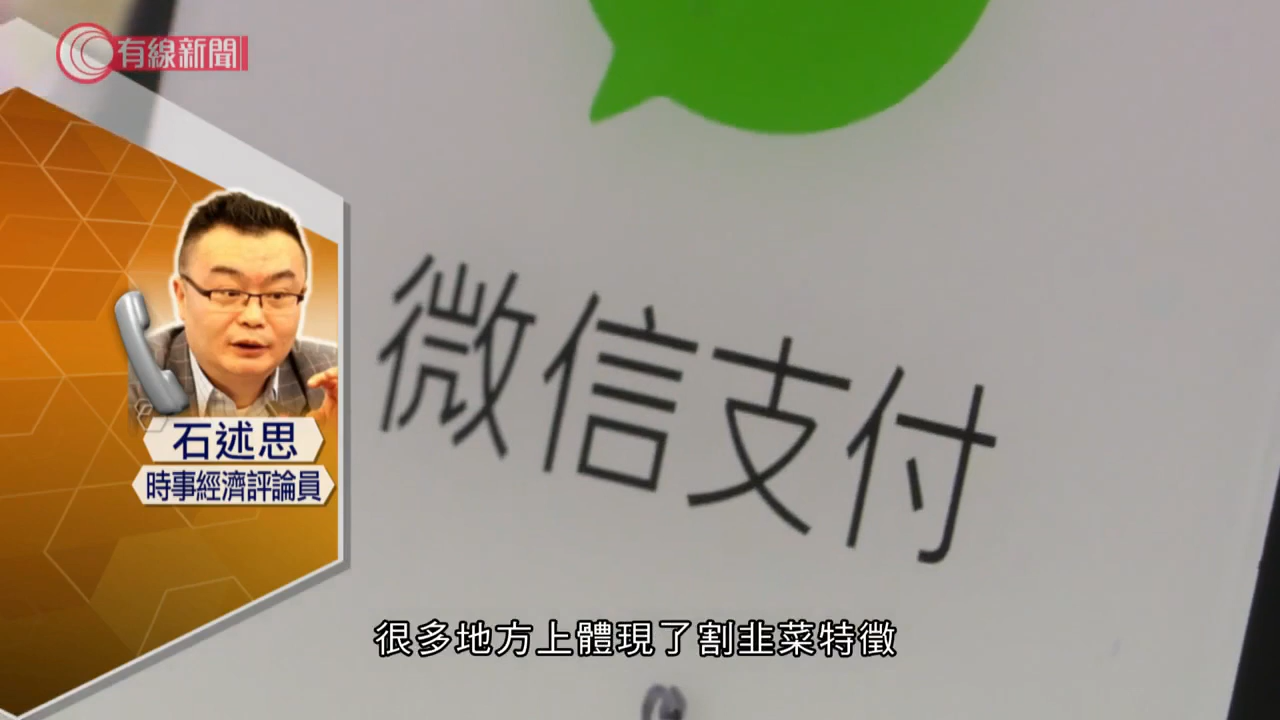 有線新聞
微信支付
石述思
時事經濟評論員
很多地方上體現了割韭菜特徵